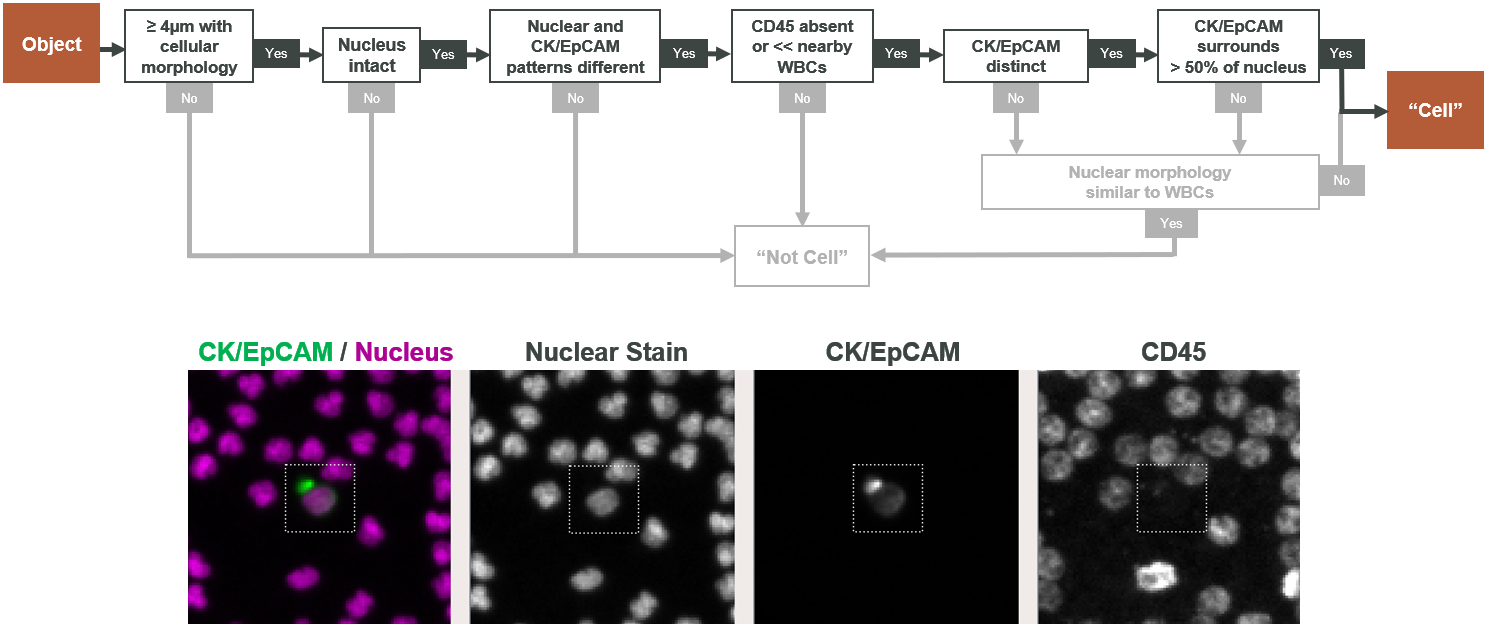 Object
≥ 4µm with
cellular
morphology
Yes
No
Nucleus
intact
Yes
No
Nuclear and
CK/EpCAM
patterns different
Yes
No
CD45 absent
or << nearby
WBCs
Yes
No
CK/EpCAM
distinct
Yes
No
CK/EpCAM
surrounds
> 50% of nucleus
Yes
No
“Cell”
Nuclear morphology
similar to WBCs
No
Yes
“Not Cell”
CK/EpCAM / Nucleus
Nuclear Stain
CK/EpCAM
CD45